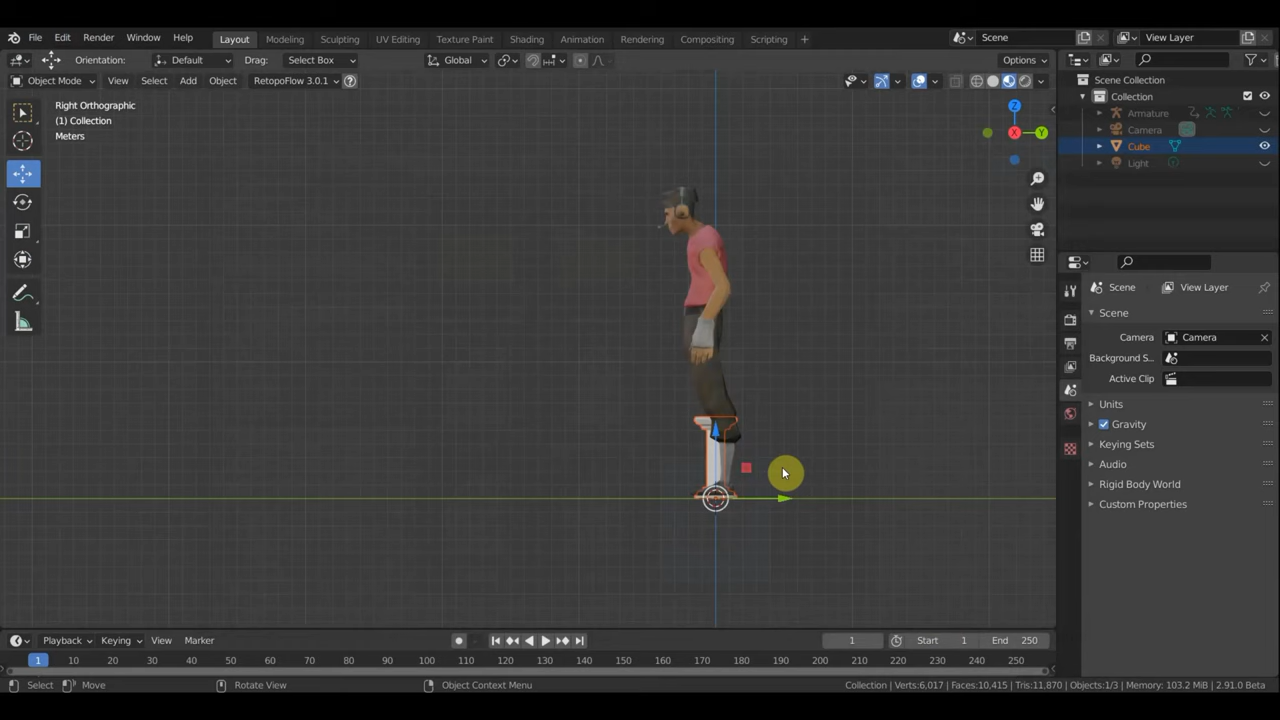 File Edit Render Window Help Layout Modeling Sculpting UV Editing Texture Paint Shading Animation Rendering Compositing Scripting + Scene View Layer
Orientation: Default Drag: Select Box Global Options
Object Mode View Select Add Object RetopoFlow 3.0.1
Right Orthographic
(1) Collection
Meters
Z
X
Y
Scene Collection
Collection
Armature
Camera
Cube
Light
Scene View Layer
Scene
Camera Camera
Background S...
Active Clip
Units
Gravity
Keying Sets
Audio
Rigid Body World
Custom Properties
Playback Keying View Marker 1 Start 1 End 250
1 10 20 30 40 50 60 70 80 90 100 110 120 130 140 150 160 170 180 190 200 210 220 230 240 250
Select Move Rotate View Object Context Menu Collection | Verts:6,017 | Faces:10,415 | Tris:11,870 | Objects:1/3 | Memory: 103.2 MiB | 2.91.0 Beta